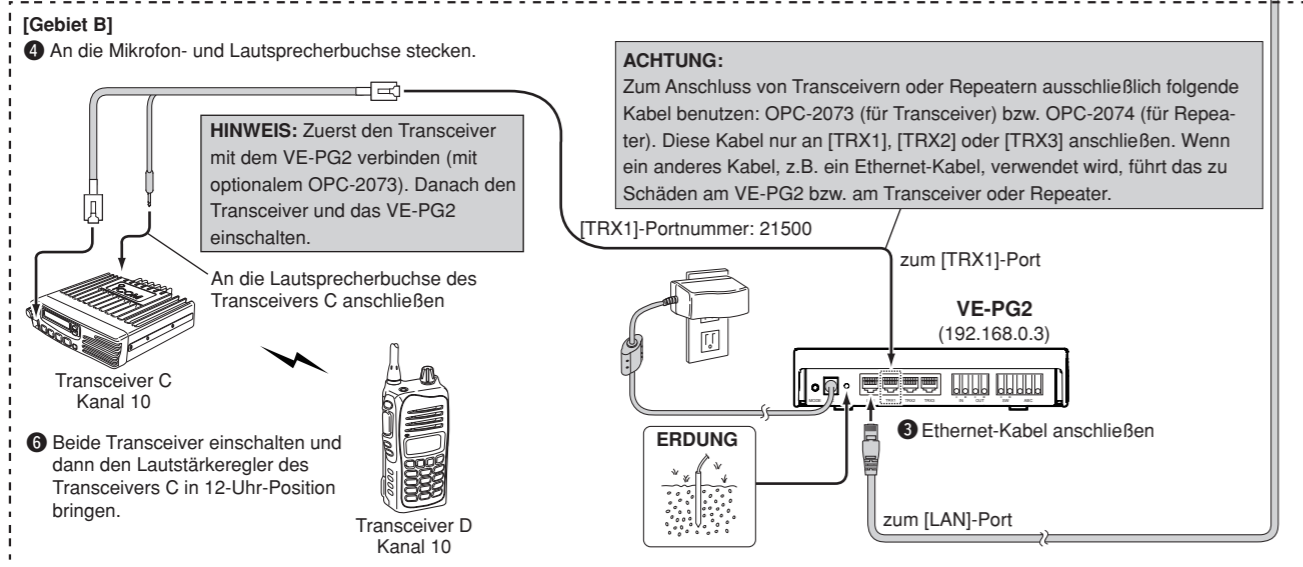 [Gebiet B]
❹ An die Mikrofon- und Lautsprecherbuchse stecken.
HINWEIS: Zuerst den Transceiver
mit dem VE-PG2 verbinden (mit
optionalem OPC-2073). Danach den
Transceiver und das VE-PG2
einschalten.
ACHTUNG:
Zum Anschluss von Transceivern oder Repeatern ausschließlich folgende
Kabel benutzen: OPC-2073 (für Transceiver) bzw. OPC-2074 (für Repea-
ter). Diese Kabel nur an [TRX1], [TRX2] oder [TRX3] anschließen. Wenn
ein anderes Kabel, z.B. ein Ethernet-Kabel, verwendet wird, führt das zu
Schäden am VE-PG2 bzw. am Transceiver oder Repeater.
[TRX1]-Portnummer: 21500
zum [TRX1]-Port
An die Lautsprecherbuchse des
Transceivers C anschließen
VE-PG2
(192.168.0.3)
Transceiver C
Kanal 10
❻ Beide Transceiver einschalten und
dann den Lautstärkeregler des
Transceivers C in 12-Uhr-Position
bringen.
Transceiver D
Kanal 10
ERDUNG
❸ Ethernet-Kabel anschließen
zum [LAN]-Port